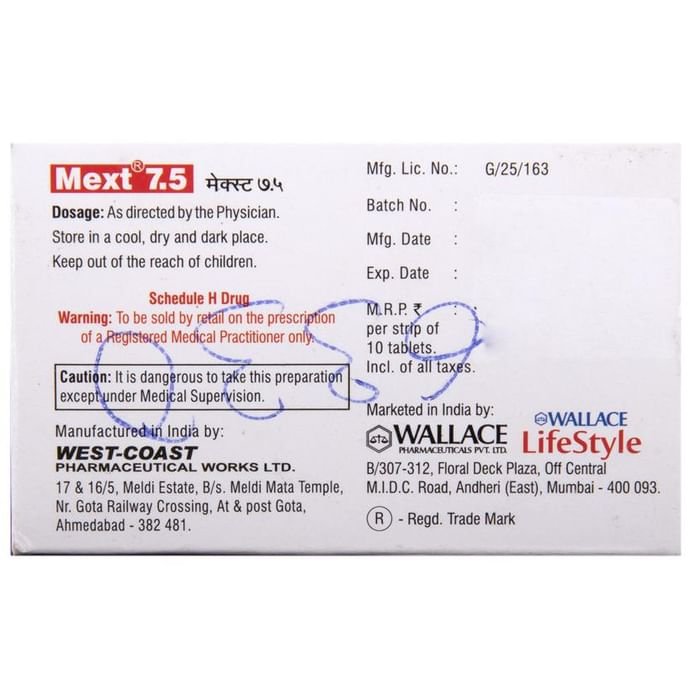 Mext® 7.5 मेक्स्ट ७.५
Dosage: As directed by the Physician.
Store in a cool, dry and dark place.
Keep out of the reach of children.
Schedule H Drug
Warning: To be sold by retail on the prescription
of a Registered Medical Practitioner only.
Caution: It is dangerous to take this preparation
except under Medical Supervision.
Manufactured in India by:
WEST-COAST
PHARMACEUTICAL WORKS LTD.
17 & 16/5, Meldi Estate, B/s. Meldi Mata Temple,
Nr. Gota Railway Crossing, At & post Gota,
Ahmedabad - 382 481.
Mfg. Lic. No.: G/25/163
Batch No. :
Mfg. Date :
Exp. Date :
M.R.P. ₹ :
per strip of
10 tablets.
Incl. of all taxes.
Marketed in India by:
WALLACE
PHARMACEUTICALS PVT. LTD.
WALLACE
LifeStyle
B/307-312, Floral Deck Plaza, Off Central
M.I.D.C. Road, Andheri (East), Mumbai - 400 093.
R - Regd. Trade Mark